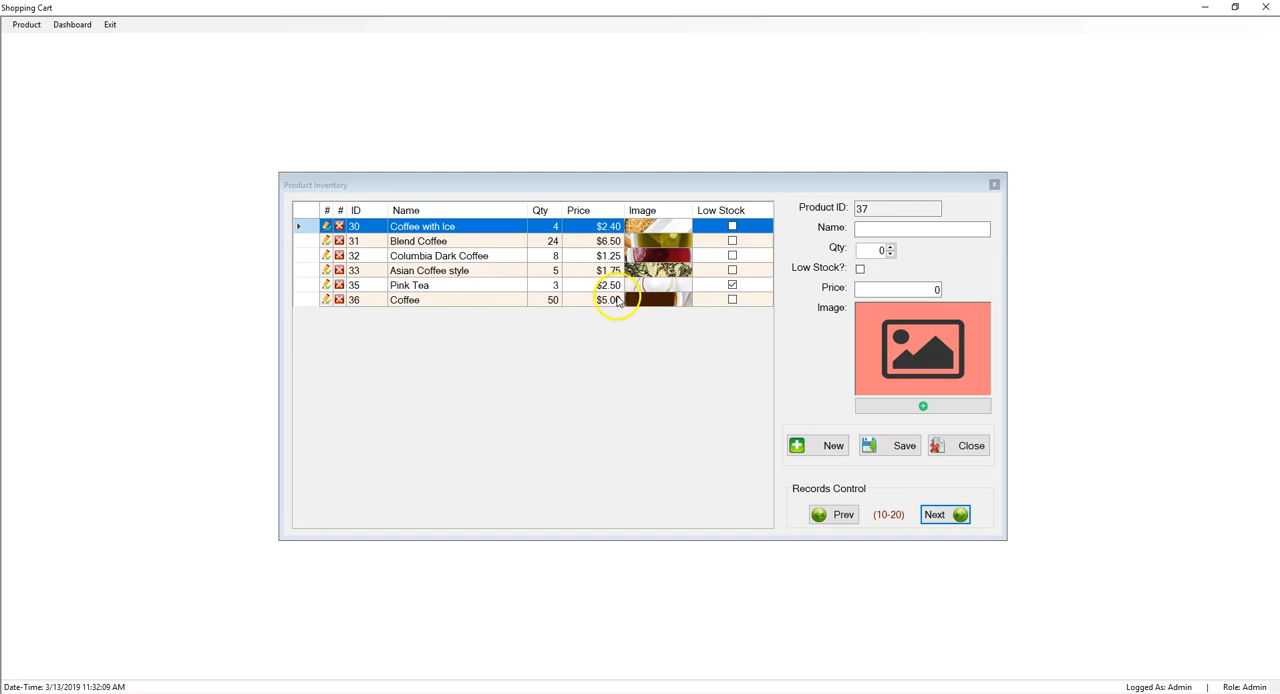 Shopping Cart
Product Dashboard Exit
Product Inventory
# # ID Name Qty Price Image Low Stock
30 Coffee with Ice 4 $2.40
31 Blend Coffee 24 $6.50
32 Columbia Dark Coffee 8 $1.25
33 Asian Coffee style 5 $1.75
35 Pink Tea 3 $2.50
36 Coffee 50 $5.00
Product ID: 37
Name:
Qty: 0
Low Stock?:
Price: 0
Image:
New Save Close
Records Control
Prev (10-20) Next
Date-Time: 3/13/2019 11:32:09 AM Logged As: Admin | Role: Admin